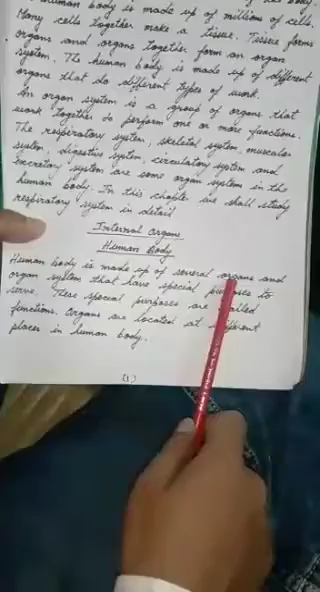 human body is made up of millions of cells.
Many cells together make a tissue. Tissue forms
organs and organs together form an organ
system. The human body is made up of different
organs that do different types of work.
An organ system is a group of organs that
work together to perform one or more functions.
The respiratory system, skeletal system, muscular
system, digestive system, circulatory system and
excretory system are some organ system in the
human body. In this chapter we shall study
respiratory system in detail
Internal Organs
Human Body
Human body is made up of several organs and
organ system that have special purposes to
serve. These special purposes are called
functions. Organs are located at different
places in human body.
(1)